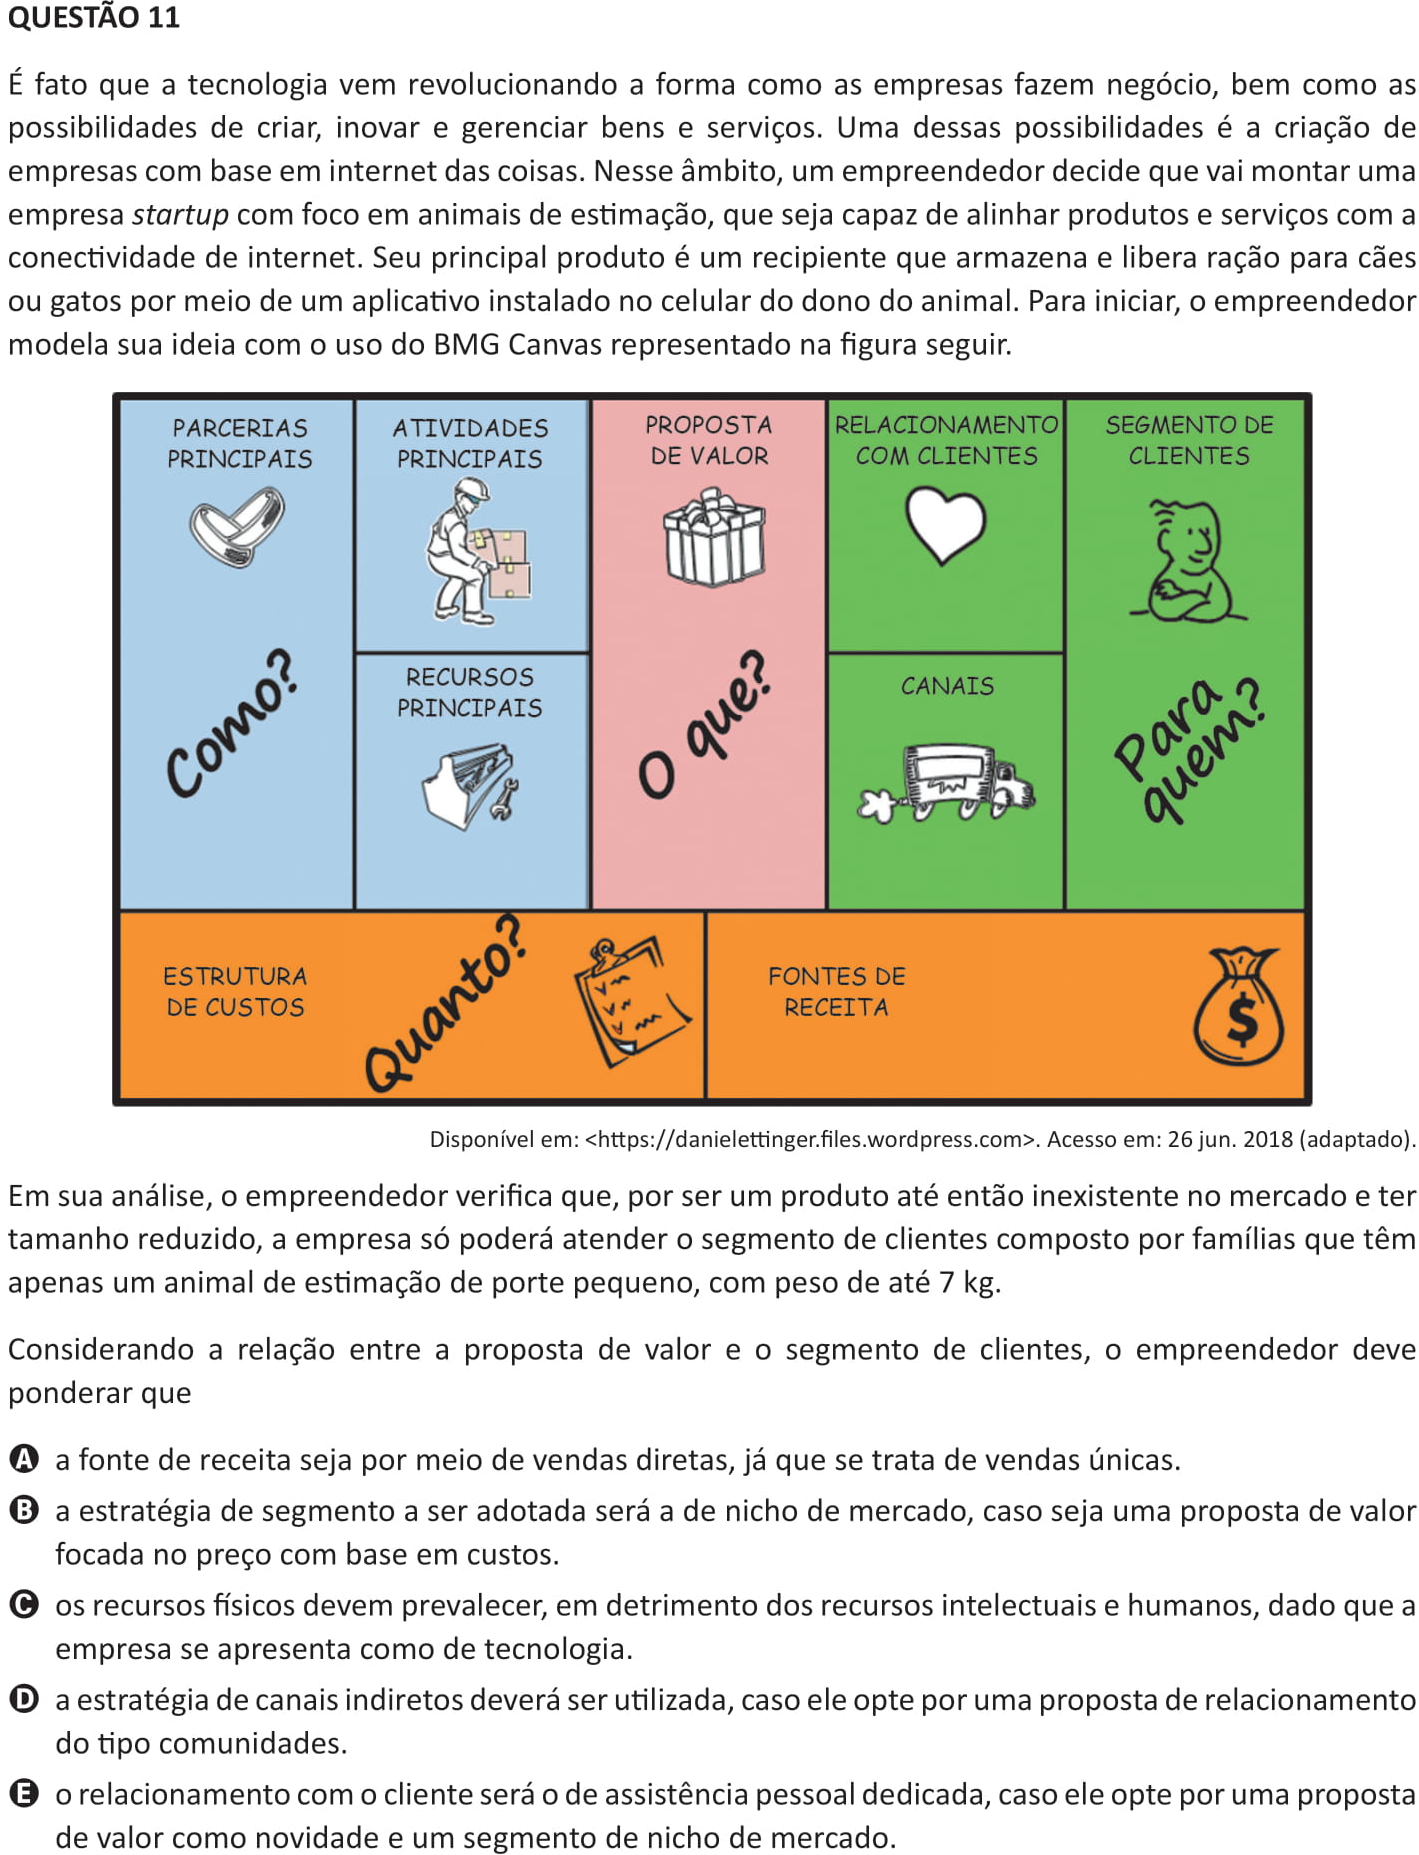 QUESTÃO 11
É fato que a tecnologia vem revolucionando a forma como as empresas fazem negócio, bem como as
possibilidades de criar, inovar e gerenciar bens e serviços. Uma dessas possibilidades é a criação de
empresas com base em internet das coisas. Nesse âmbito, um empreendedor decide que vai montar uma
empresa startup com foco em animais de estimação, que seja capaz de alinhar produtos e serviços com a
conectividade de internet. Seu principal produto é um recipiente que armazena e libera ração para cães
ou gatos por meio de um aplicativo instalado no celular do dono do animal. Para iniciar, o empreendedor
modela sua ideia com o uso do BMG Canvas representado na figura seguir.
PARCERIAS
PRINCIPAIS
Como?
ATIVIDADES
PRINCIPAIS
RECURSOS
PRINCIPAIS
PROPOSTA
DE VALOR
O que?
RELACIONAMENTO
COM CLIENTES
CANAIS
SEGMENTO DE
CLIENTES
Para
quem?
ESTRUTURA
DE CUSTOS
Quanto?
FONTES DE
RECEITA
$
Disponível em: <https://danielettinger.files.wordpress.com>. Acesso em: 26 jun. 2018 (adaptado).
Em sua análise, o empreendedor verifica que, por ser um produto até então inexistente no mercado e ter
tamanho reduzido, a empresa só poderá atender o segmento de clientes composto por famílias que têm
apenas um animal de estimação de porte pequeno, com peso de até 7 kg.
Considerando a relação entre a proposta de valor e o segmento de clientes, o empreendedor deve
ponderar que
A a fonte de receita seja por meio de vendas diretas, já que se trata de vendas únicas.
B a estratégia de segmento a ser adotada será a de nicho de mercado, caso seja uma proposta de valor
focada no preço com base em custos.
C os recursos físicos devem prevalecer, em detrimento dos recursos intelectuais e humanos, dado que a
empresa se apresenta como de tecnologia.
D a estratégia de canais indiretos deverá ser utilizada, caso ele opte por uma proposta de relacionamento
do tipo comunidades.
E o relacionamento com o cliente será o de assistência pessoal dedicada, caso ele opte por uma proposta
de valor como novidade e um segmento de nicho de mercado.